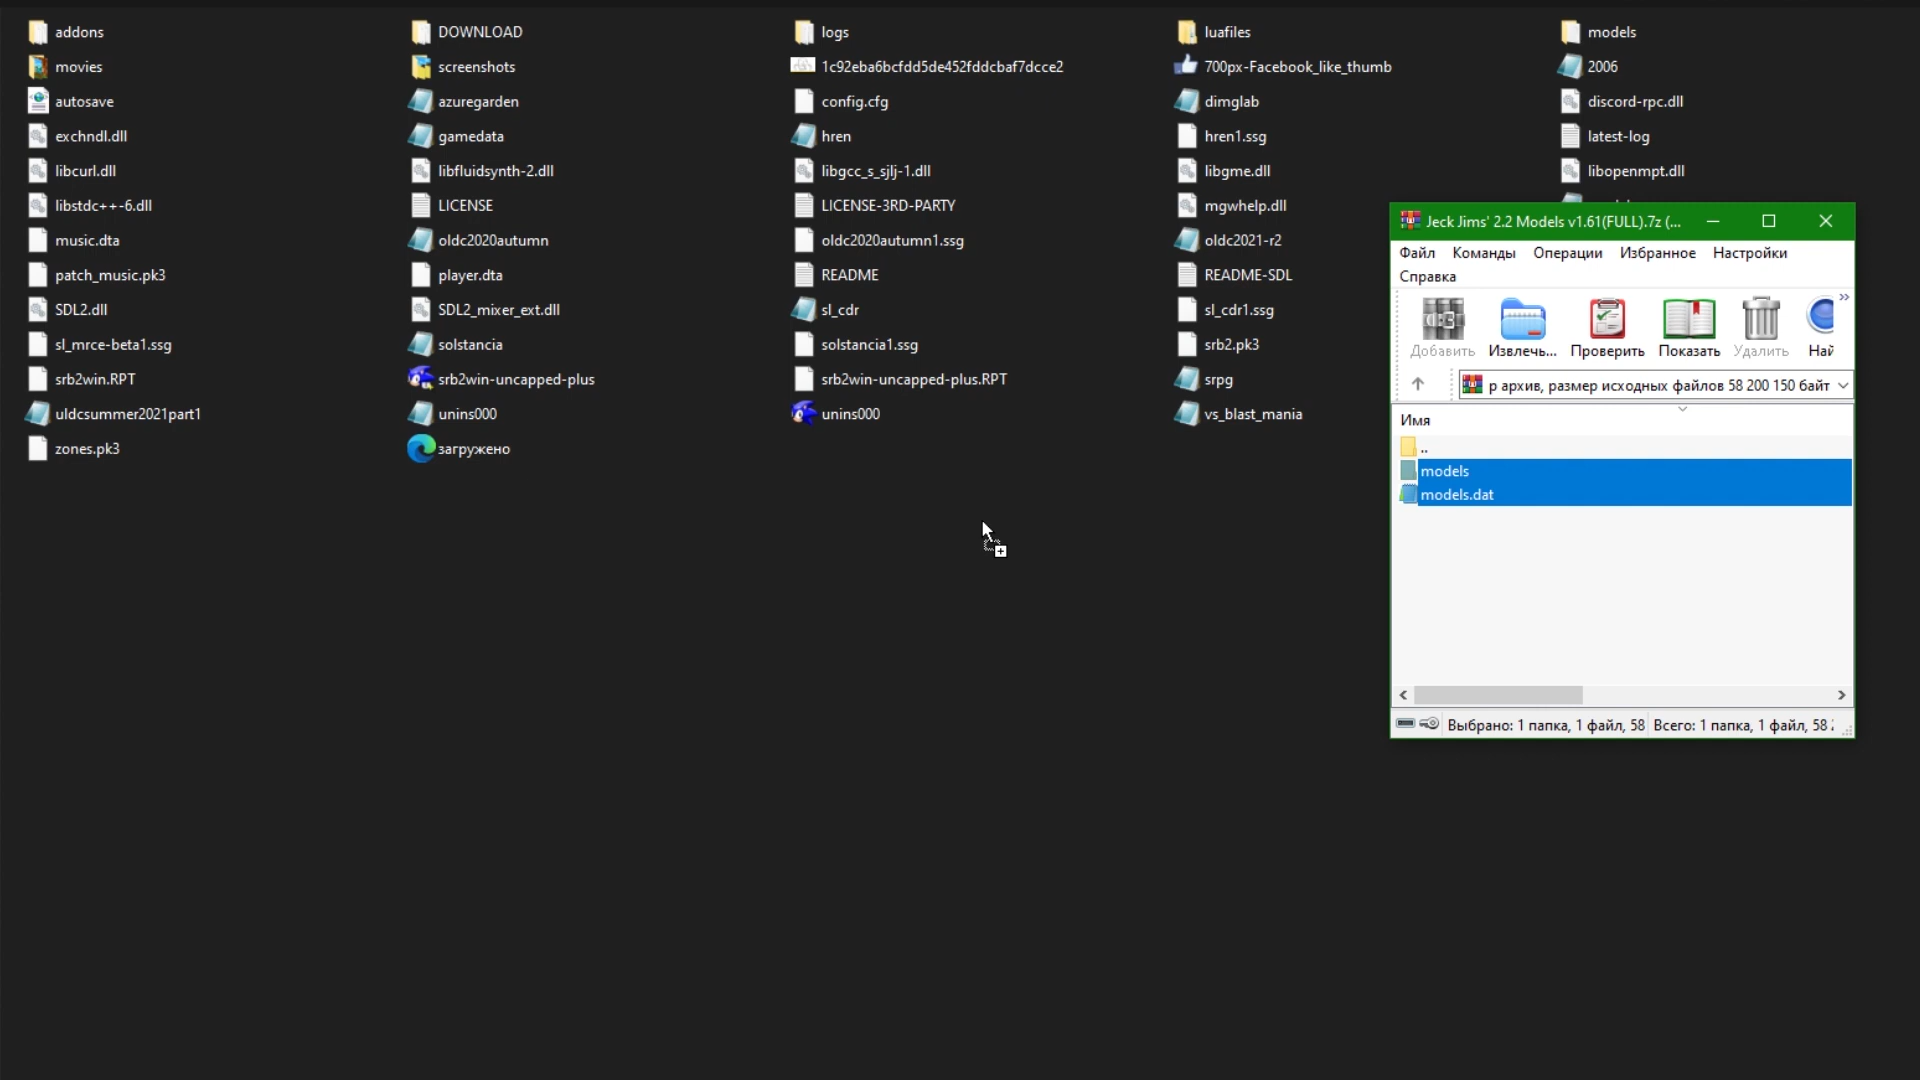 addons
DOWNLOAD
logs
luafiles
models
movies
screenshots
1c92eba6bcfdd5de452fddcbaf7dcce2
700px-Facebook_like_thumb
2006
autosave
azuregarden
config.cfg
dimglab
discord-rpc.dll
exchndl.dll
gamedata
hren
hren1.ssg
latest-log
libcurl.dll
libfluidsynth-2.dll
libgcc_s_sjlj-1.dll
libgme.dll
libopenmpt.dll
libstdc++-6.dll
LICENSE
LICENSE-3RD-PARTY
mgwhelp.dll
music.dta
oldc2020autumn
oldc2020autumn1.ssg
oldc2021-r2
patch_music.pk3
player.dta
README
README-SDL
SDL2.dll
SDL2_mixer_ext.dll
sl_cdr
sl_cdr1.ssg
sl_mrce-beta1.ssg
solstancia
solstancia1.ssg
srb2.pk3
srb2win.RPT
srb2win-uncapped-plus
srb2win-uncapped-plus.RPT
srpg
uldcsummer2021part1
unins000
unins000
vs_blast_mania
zones.pk3
загружено
Jeck Jims' 2.2 Models v1.61(FULL).7z (...
Файл Команды Операции Избранное Настройки
Справка
Добавить Извлечь... Проверить Показать Удалить Най
р архив, размер исходных файлов 58 200 150 байт
Имя
..
models
models.dat
Выбрано: 1 папка, 1 файл, 58
Всего: 1 папка, 1 файл, 58